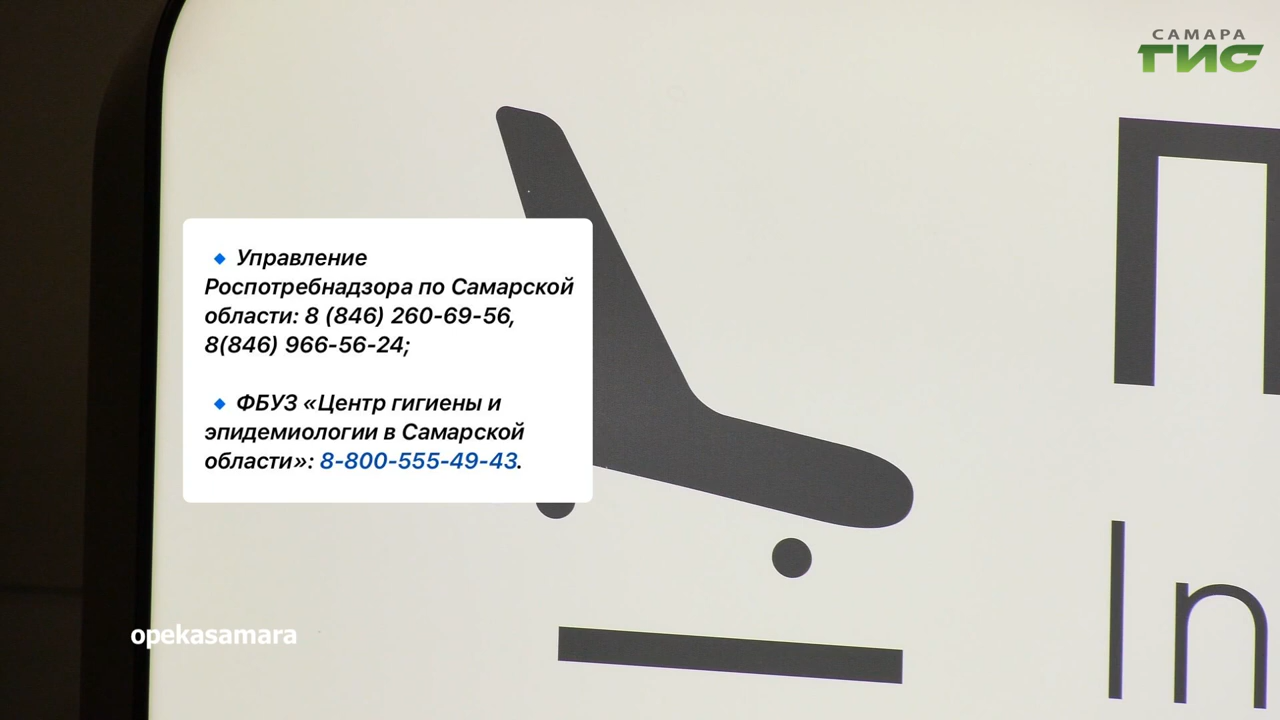 САМАРА
ГИС
🔹 Управление
Роспотребнадзора по Самарской
области: 8 (846) 260-69-56,
8(846) 966-56-24;
🔹 ФБУЗ «Центр гигиены и
эпидемиологии в Самарской
области»: 8-800-555-49-43.
In
opekasamara